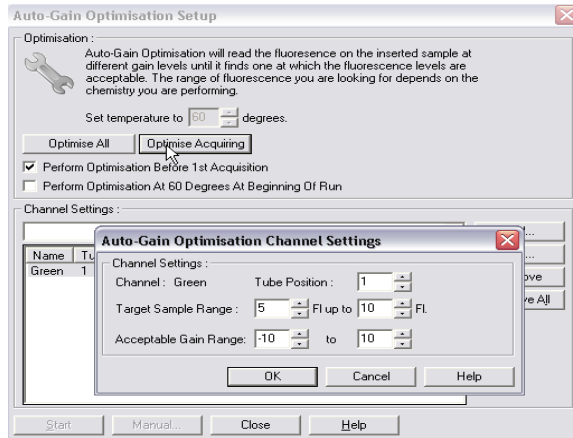 Auto-Gain Optimisation Setup
Optimisation :
Auto-Gain Optimisation will read the fluoresence on the inserted sample at
different gain levels until it finds one at which the fluorescence levels are
acceptable. The range of fluorescence you are looking for depends on the
chemistry you are performing.
Set temperature to 60 degrees.
Optimise All Optimise Acquiring
Perform Optimisation Before 1st Acquisition
Perform Optimisation At 60 Degrees At Beginning Of Run
Channel Settings :
Auto-Gain Optimisation Channel Settings
Name
Green 1
Channel Settings :
Channel : Green Tube Position : 1
Target Sample Range : 5 Fl up to 10 Fl.
Acceptable Gain Range: -10 to 10
OK Cancel Help
Start Manual... Close Help